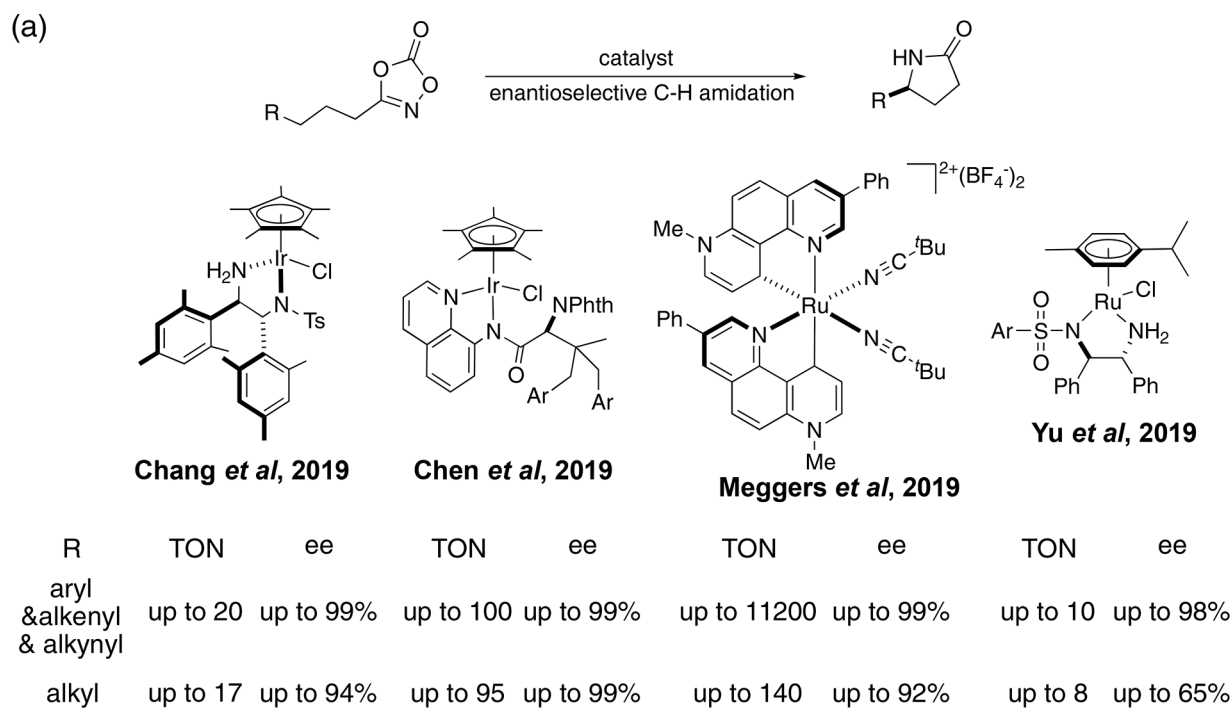 (a)
O
O
O
N
R
catalyst
enantioselective C-H amidation
HN
O
R
Ir
Cl
H₂N
N
Ts
Ir
Cl
N
N
NPhth
O
Ar
Ar
2+(BF₄⁻)₂
Ph
Me
N
N
N≡C
ᵗBu
Ru
Ph
N
N≡C
ᵗBu
N
Me
Ru
Cl
O
Ar
S
N
NH₂
O
Ph
Ph
Chang et al, 2019
Chen et al, 2019
Meggers et al, 2019
Yu et al, 2019
R TON ee TON ee TON ee TON ee
aryl
&alkenyl up to 20 up to 99% up to 100 up to 99% up to 11200 up to 99% up to 10 up to 98%
& alkynyl
alkyl up to 17 up to 94% up to 95 up to 99% up to 140 up to 92% up to 8 up to 65%